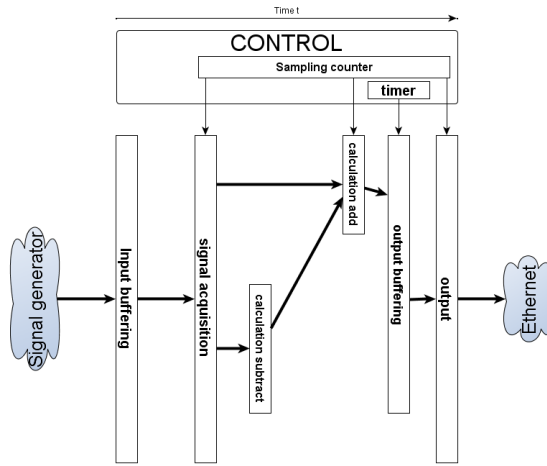 Time t
CONTROL
Sampling counter
timer
Signal generator
Input buffering
signal acquisition
calculation subtract
calculation add
output buffering
output
Ethernet